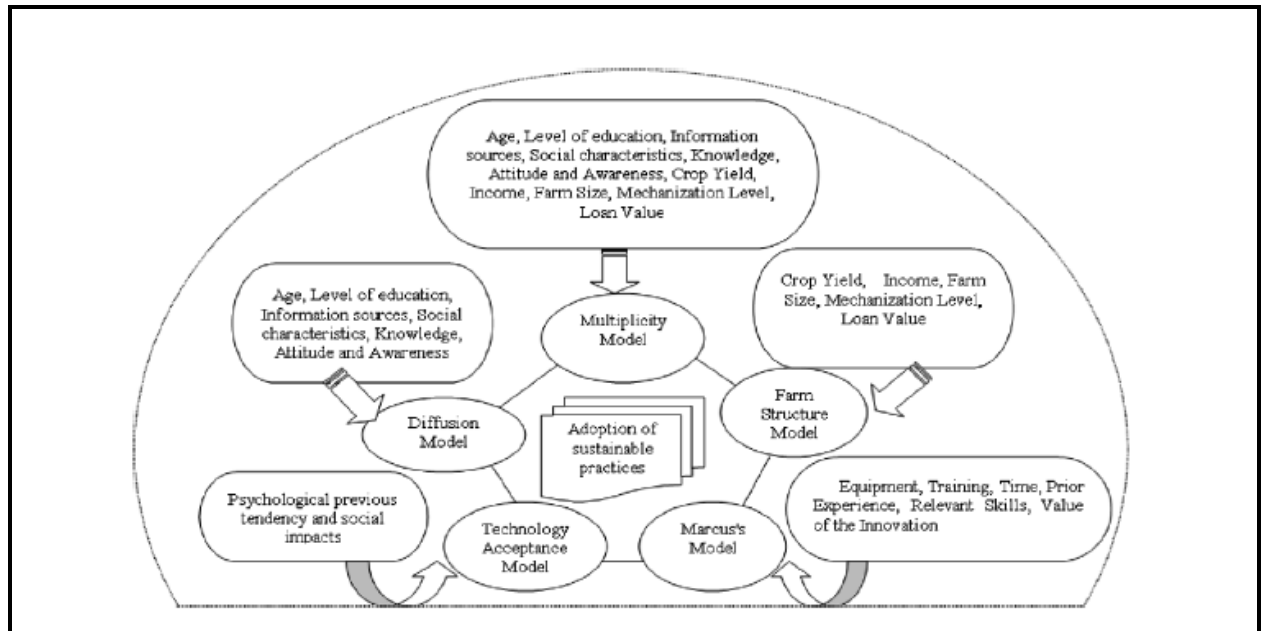 Age, Level of education, Information
sources, Social characteristics, Knowledge,
Attitude and Awareness, Crop Yield,
Income, Farm Size, Mechanization Level,
Loan Value
Age, Level of education,
Information sources, Social
characteristics, Knowledge,
Attitude and Awareness
Crop Yield, Income, Farm
Size, Mechanization Level,
Loan Value
Multiplicity
Model
Diffusion
Model
Adoption of
sustainable
practices
Farm
Structure
Model
Psychological previous
tendency and social
impacts
Technology
Acceptance
Model
Marcus's
Model
Equipment, Training, Time, Prior
Experience, Relevant Skills, Value
of the Innovation